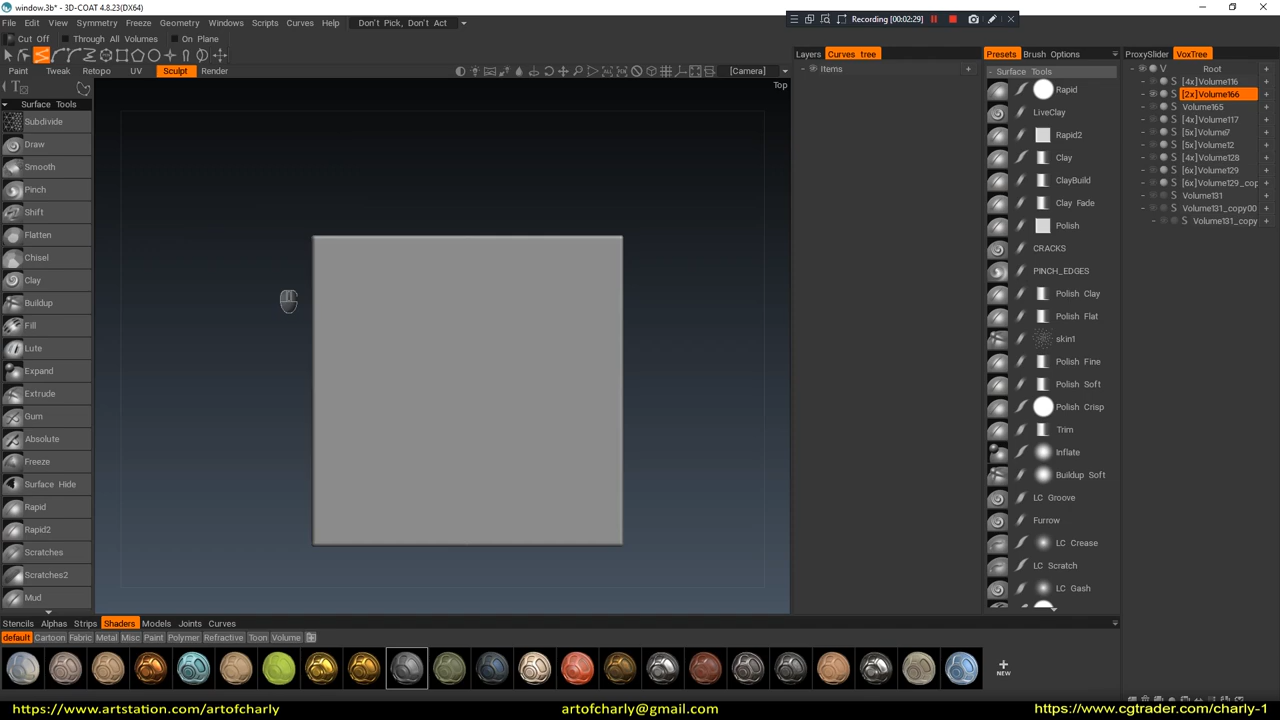 window.3b* - 3D-COAT 4.8.23(DX64)
File Edit View Symmetry Freeze Geometry Windows Scripts Curves Help Don't Pick, Don't Act
Recording [00:02:29]
Cut Off Through All Volumes On Plane
Paint Tweak Retopo UV Sculpt Render
[Camera]
Top
Surface Tools
Subdivide
Draw
Smooth
Pinch
Shift
Flatten
Chisel
Clay
Buildup
Fill
Lute
Expand
Extrude
Gum
Absolute
Freeze
Surface Hide
Rapid
Rapid2
Scratches
Scratches2
Mud
Layers Curves tree
Items +
Presets Brush Options
Surface Tools
Rapid
LiveClay
Rapid2
Clay
ClayBuild
Clay Fade
Polish
CRACKS
PINCH_EDGES
Polish Clay
Polish Flat
skin1
Polish Fine
Polish Soft
Polish Crisp
Trim
Inflate
Buildup Soft
LC Groove
Furrow
LC Crease
LC Scratch
LC Gash
ProxySlider VoxTree
V Root +
S [4x]Volume116 +
S [2x]Volume166 +
S Volume165 +
S [4x]Volume117 +
S [5x]Volume7 +
S [5x]Volume12 +
S [4x]Volume128 +
S [6x]Volume129 +
S [6x]Volume129_cop +
S Volume131 +
S Volume131_copy00 +
S Volume131_copy +
Stencils Alphas Strips Shaders Models Joints Curves
default Cartoon Fabric Metal Misc Paint Polymer Refractive Toon Volume
NEW
https://www.artstation.com/artofcharly artofcharly@gmail.com https://www.cgtrader.com/charly-1